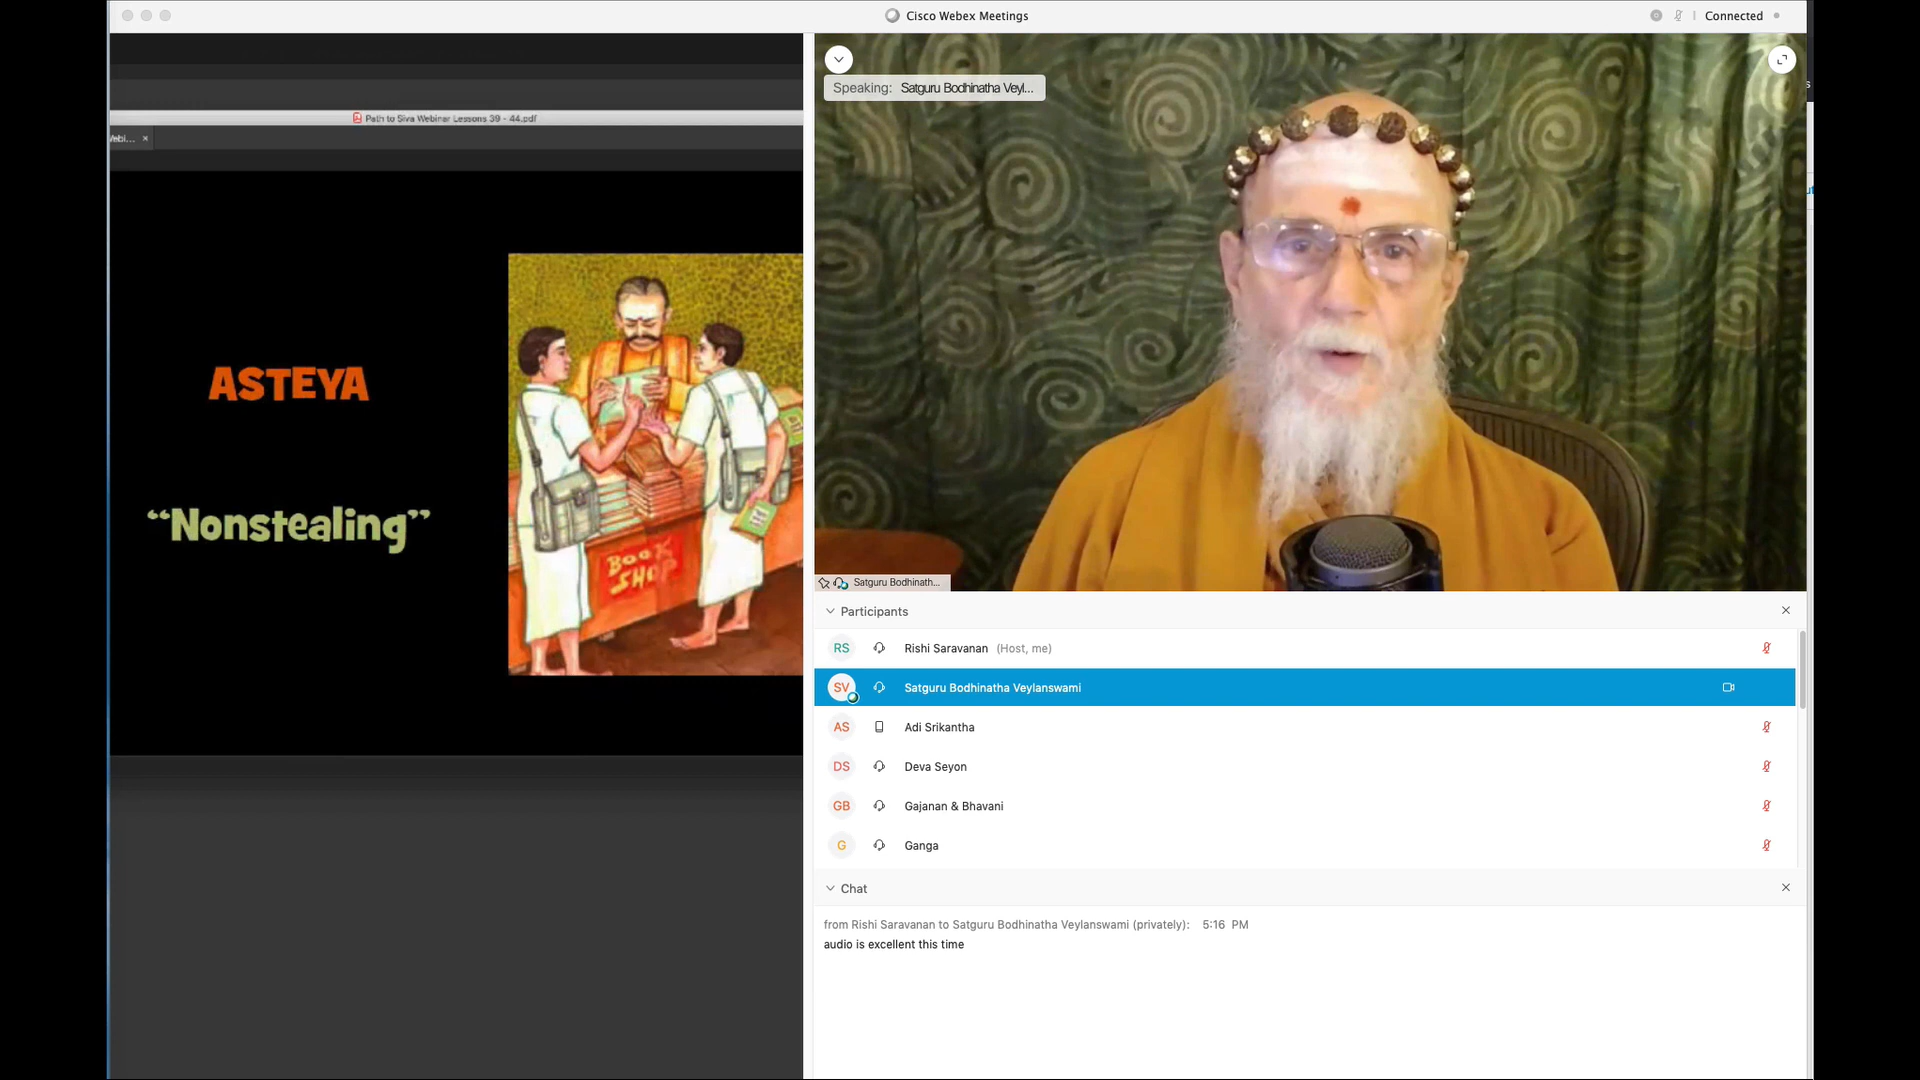 Cisco Webex Meetings
Connected
Path to Siva Webinar Lessons 39 - 44.pdf
ASTEYA
“Nonstealing”
BOOK
SHOP
Speaking: Satguru Bodhinatha Veyl...
Satguru Bodhinath...
Participants
RS Rishi Saravanan (Host, me)
SV Satguru Bodhinatha Veylanswami
AS Adi Srikantha
DS Deva Seyon
GB Gajanan & Bhavani
G Ganga
Chat
from Rishi Saravanan to Satguru Bodhinatha Veylanswami (privately): 5:16 PM
audio is excellent this time